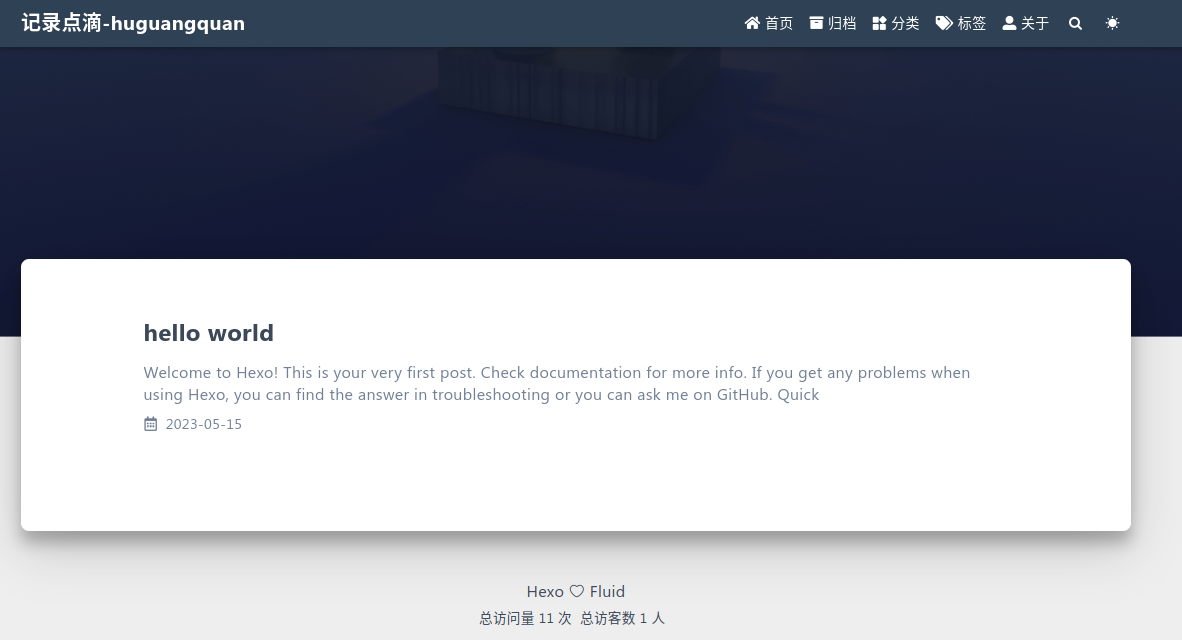 记录点滴-huguangquan
首页 归档 分类 标签 关于
hello world
Welcome to Hexo! This is your very first post. Check documentation for more info. If you get any problems when
using Hexo, you can find the answer in troubleshooting or you can ask me on GitHub. Quick
2023-05-15
Hexo ♡ Fluid
总访问量 11 次 总访客数 1 人